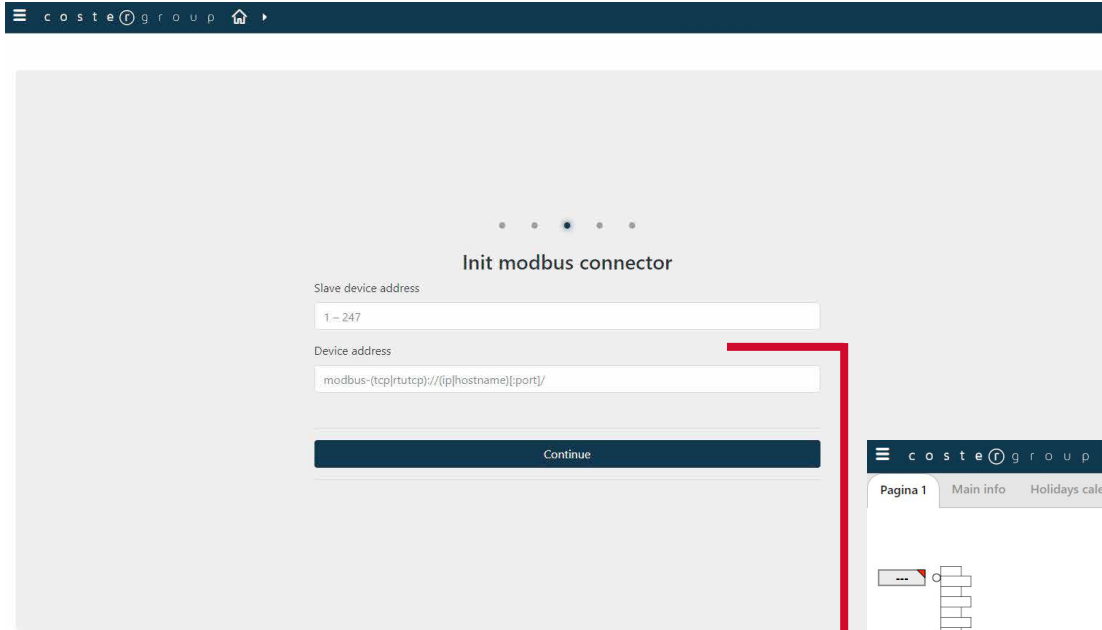 costergroup
Init modbus connector
Slave device address
1 – 247
Device address
modbus-(tcp|rtutcp)://(ip|hostname)[:port]/
Continue
costergroup
Pagina 1 Main info Holidays cale
---